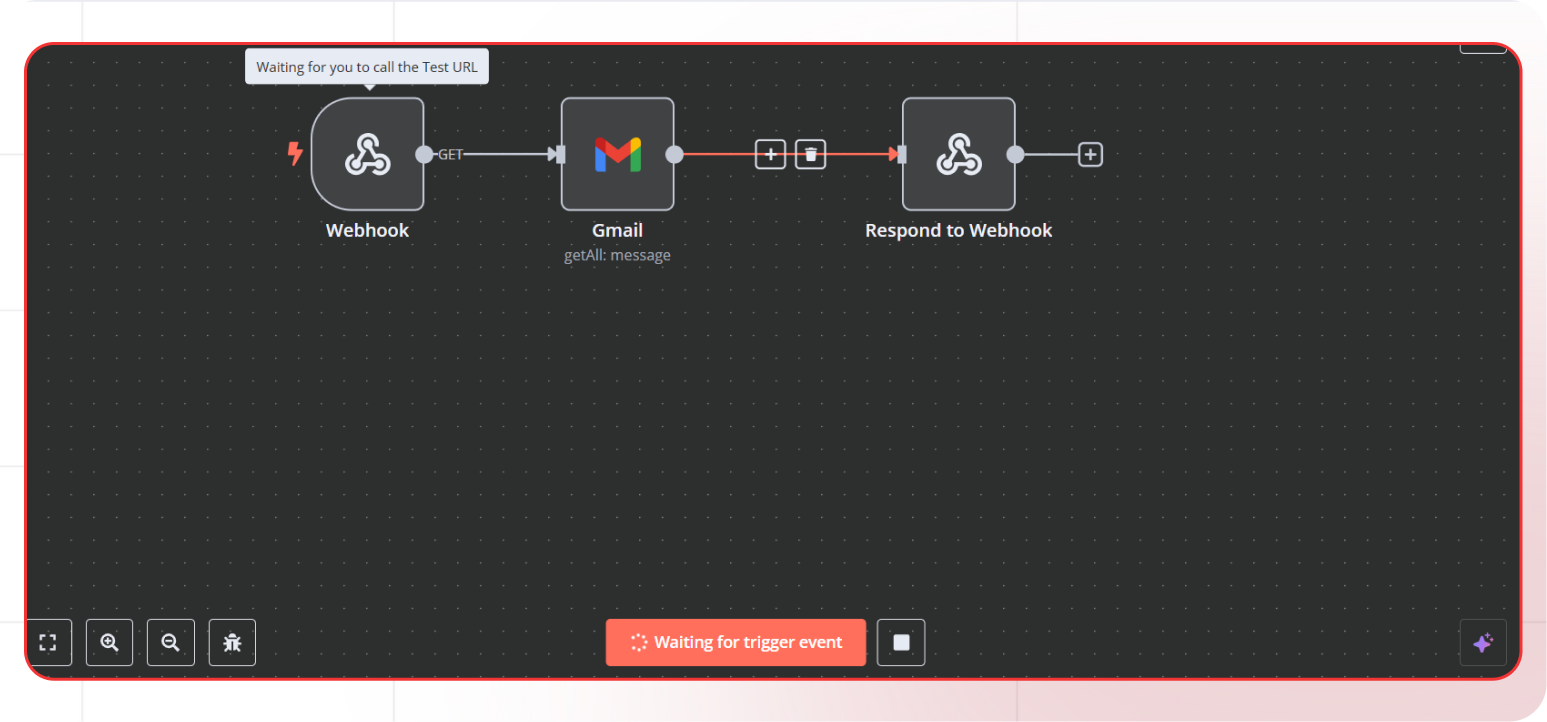 Waiting for you to call the Test URL
GET
Webhook
Gmail
Respond to Webhook
getAll: message
Waiting for trigger event